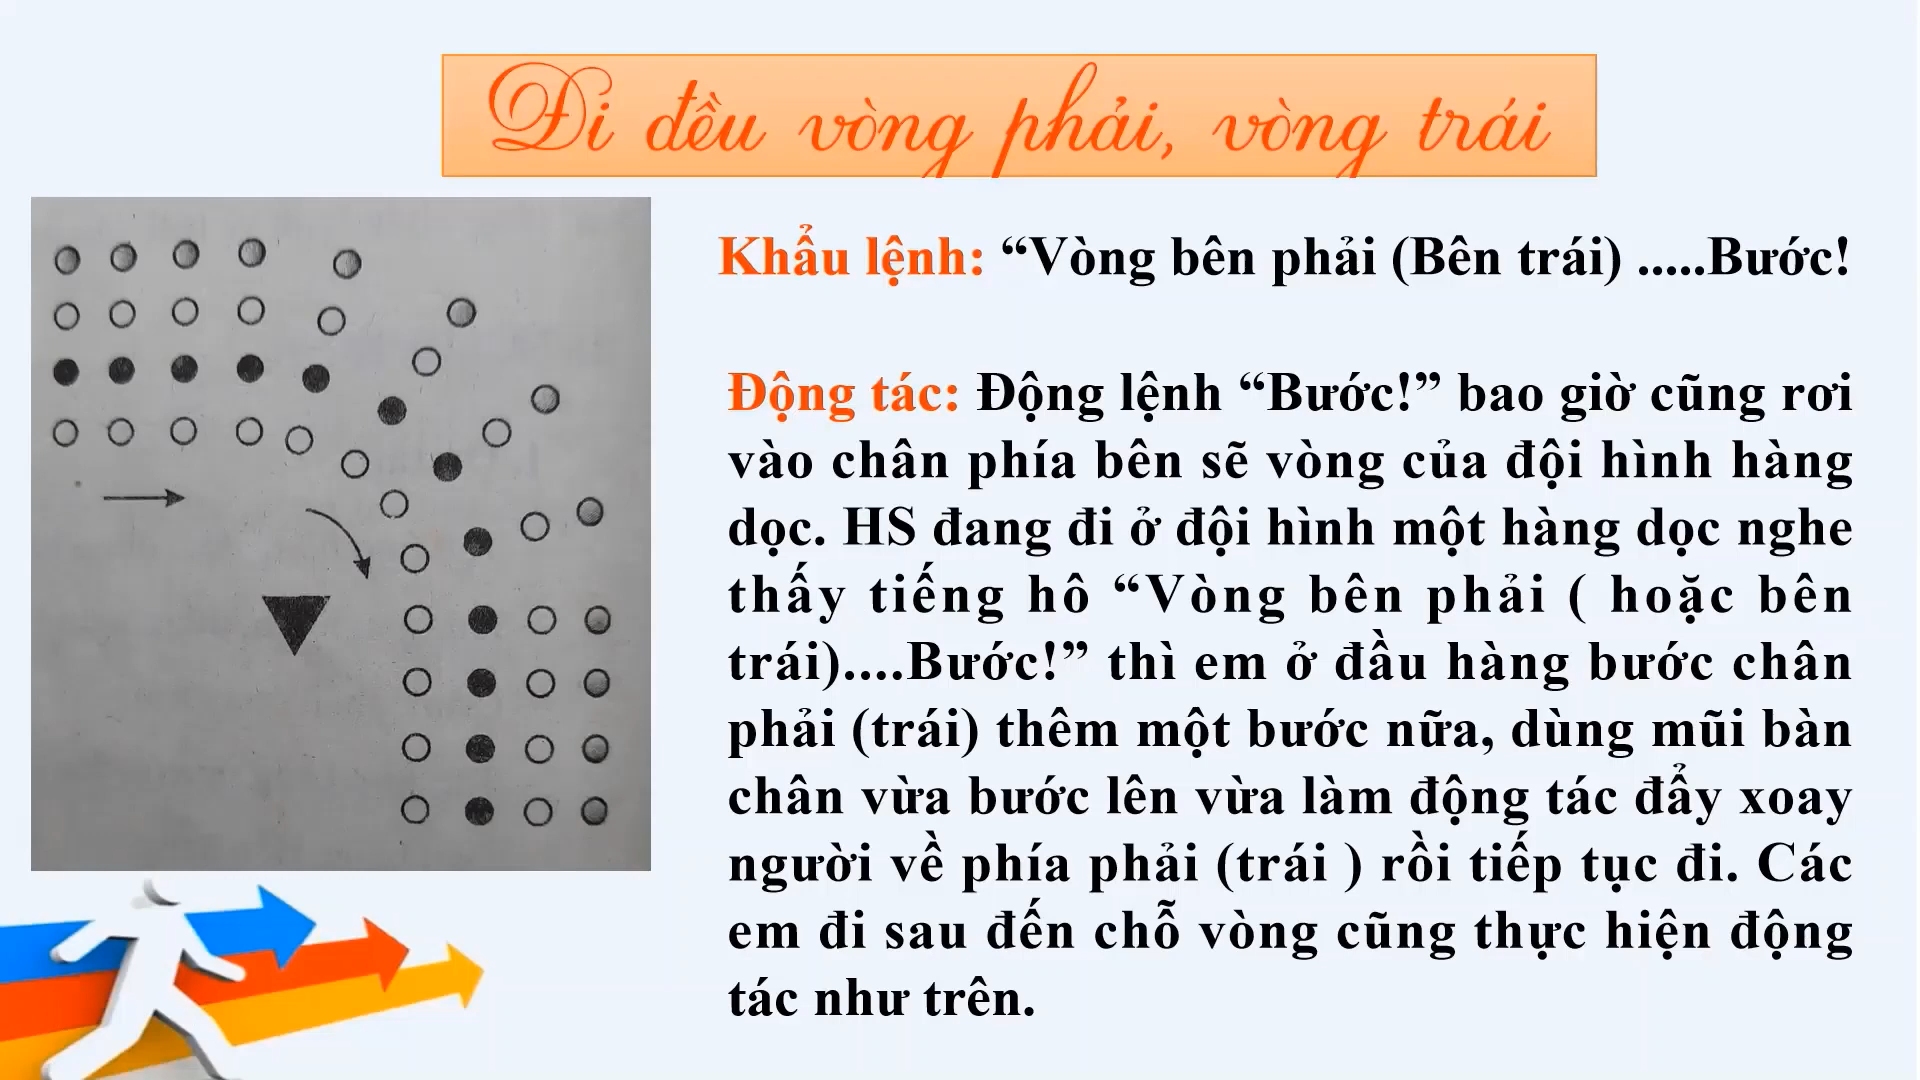 Đi đều vòng phải, vòng trái
Khẩu lệnh: “Vòng bên phải (Bên trái) .....Bước!
Động tác: Động lệnh “Bước!” bao giờ cũng rơi
vào chân phía bên sẽ vòng của đội hình hàng
dọc. HS đang đi ở đội hình một hàng dọc nghe
thấy tiếng hô “Vòng bên phải ( hoặc bên
trái)....Bước!” thì em ở đầu hàng bước chân
phải (trái) thêm một bước nữa, dùng mũi bàn
chân vừa bước lên vừa làm động tác đẩy xoay
người về phía phải (trái ) rồi tiếp tục đi. Các
em đi sau đến chỗ vòng cũng thực hiện động
tác như trên.